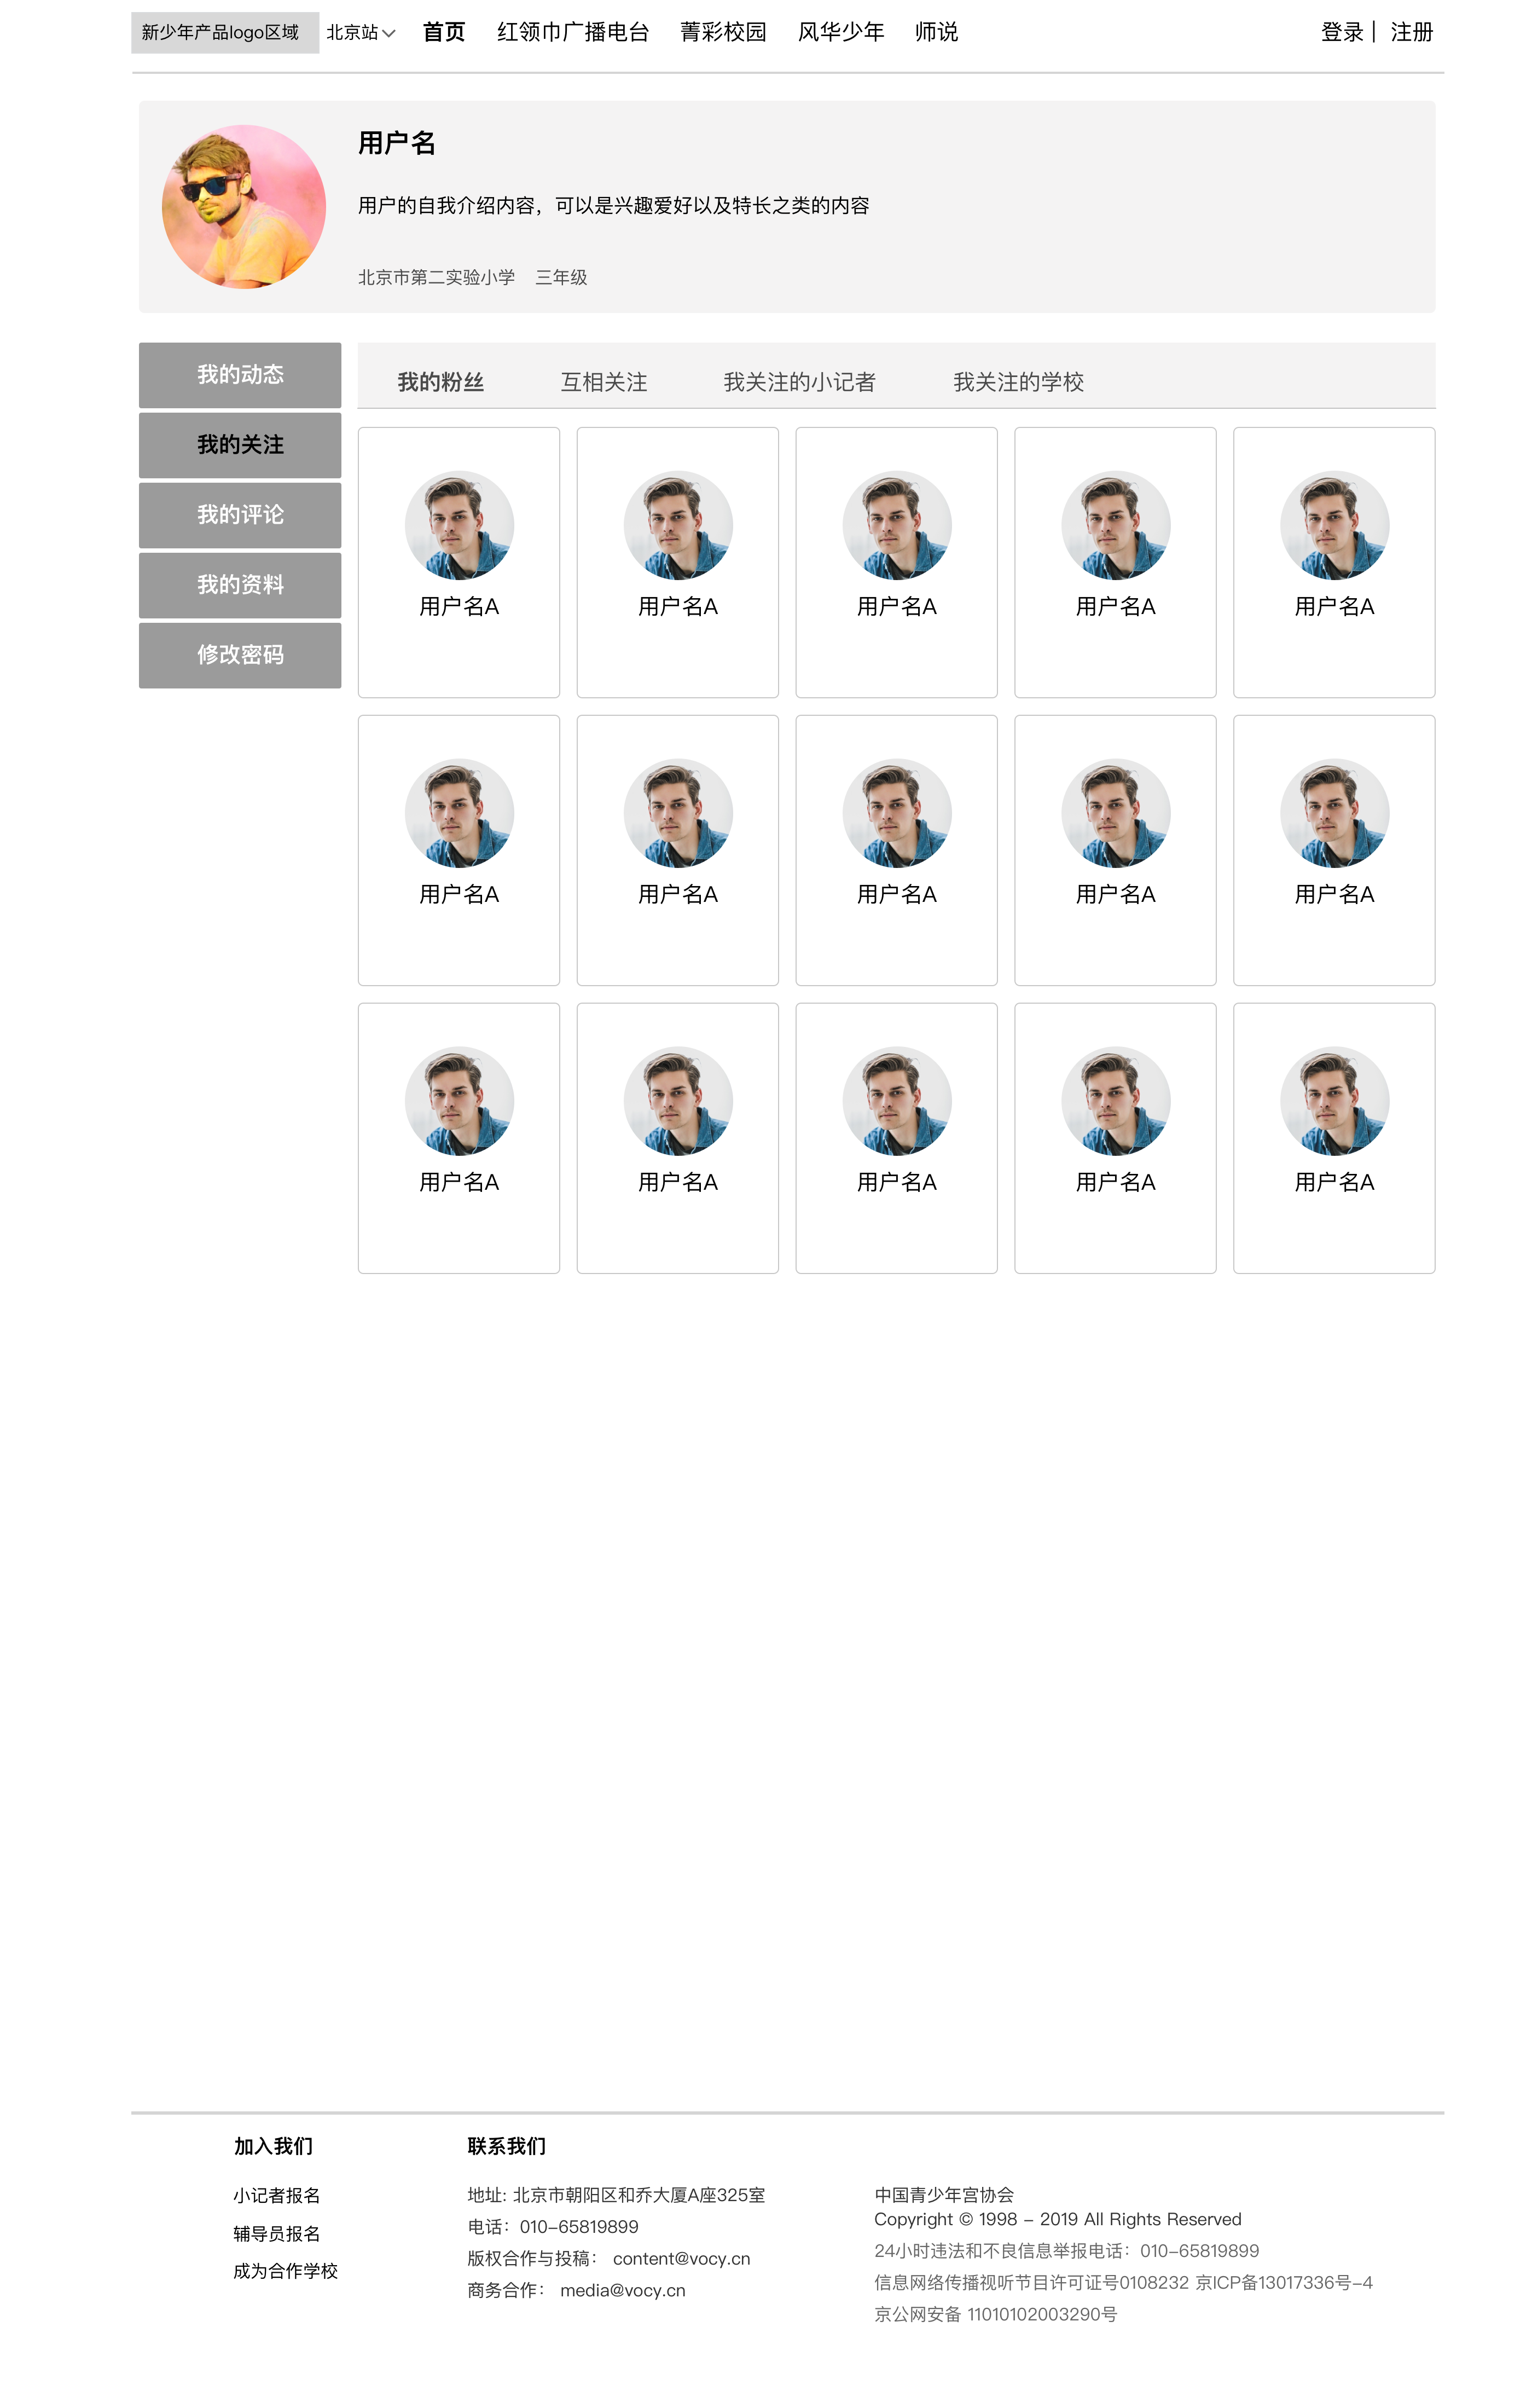 新少年产品logo区域 北京站 首页 红领巾广播电台 菁彩校园 风华少年 师说 登录 | 注册
用户名
用户的自我介绍内容，可以是兴趣爱好以及特长之类的内容
北京市第二实验小学 三年级
我的动态
我的关注
我的评论
我的资料
修改密码
我的粉丝 互相关注 我关注的小记者 我关注的学校
用户名A 用户名A 用户名A 用户名A 用户名A
用户名A 用户名A 用户名A 用户名A 用户名A
用户名A 用户名A 用户名A 用户名A 用户名A
加入我们
小记者报名
辅导员报名
成为合作学校
联系我们
地址: 北京市朝阳区和乔大厦A座325室
电话：010-65819899
版权合作与投稿： content@vocy.cn
商务合作： media@vocy.cn
中国青少年宫协会
Copyright © 1998 - 2019 All Rights Reserved
24小时违法和不良信息举报电话：010-65819899
信息网络传播视听节目许可证号0108232 京ICP备13017336号-4
京公网安备 11010102003290号